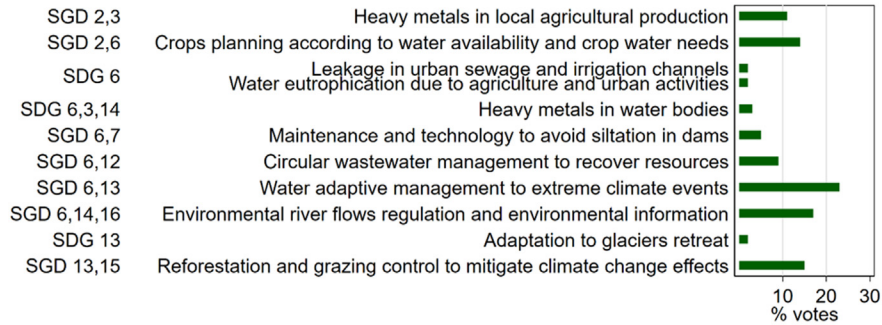 SGD 2,3 Heavy metals in local agricultural production
SGD 2,6 Crops planning according to water availability and crop water needs
SDG 6 Leakage in urban sewage and irrigation channels
Water eutrophication due to agriculture and urban activities
SDG 6,3,14 Heavy metals in water bodies
SGD 6,7 Maintenance and technology to avoid siltation in dams
SGD 6,12 Circular wastewater management to recover resources
SGD 6,13 Water adaptive management to extreme climate events
SGD 6,14,16 Environmental river flows regulation and environmental information
SDG 13 Adaptation to glaciers retreat
SGD 13,15 Reforestation and grazing control to mitigate climate change effects
10 20 30
% votes